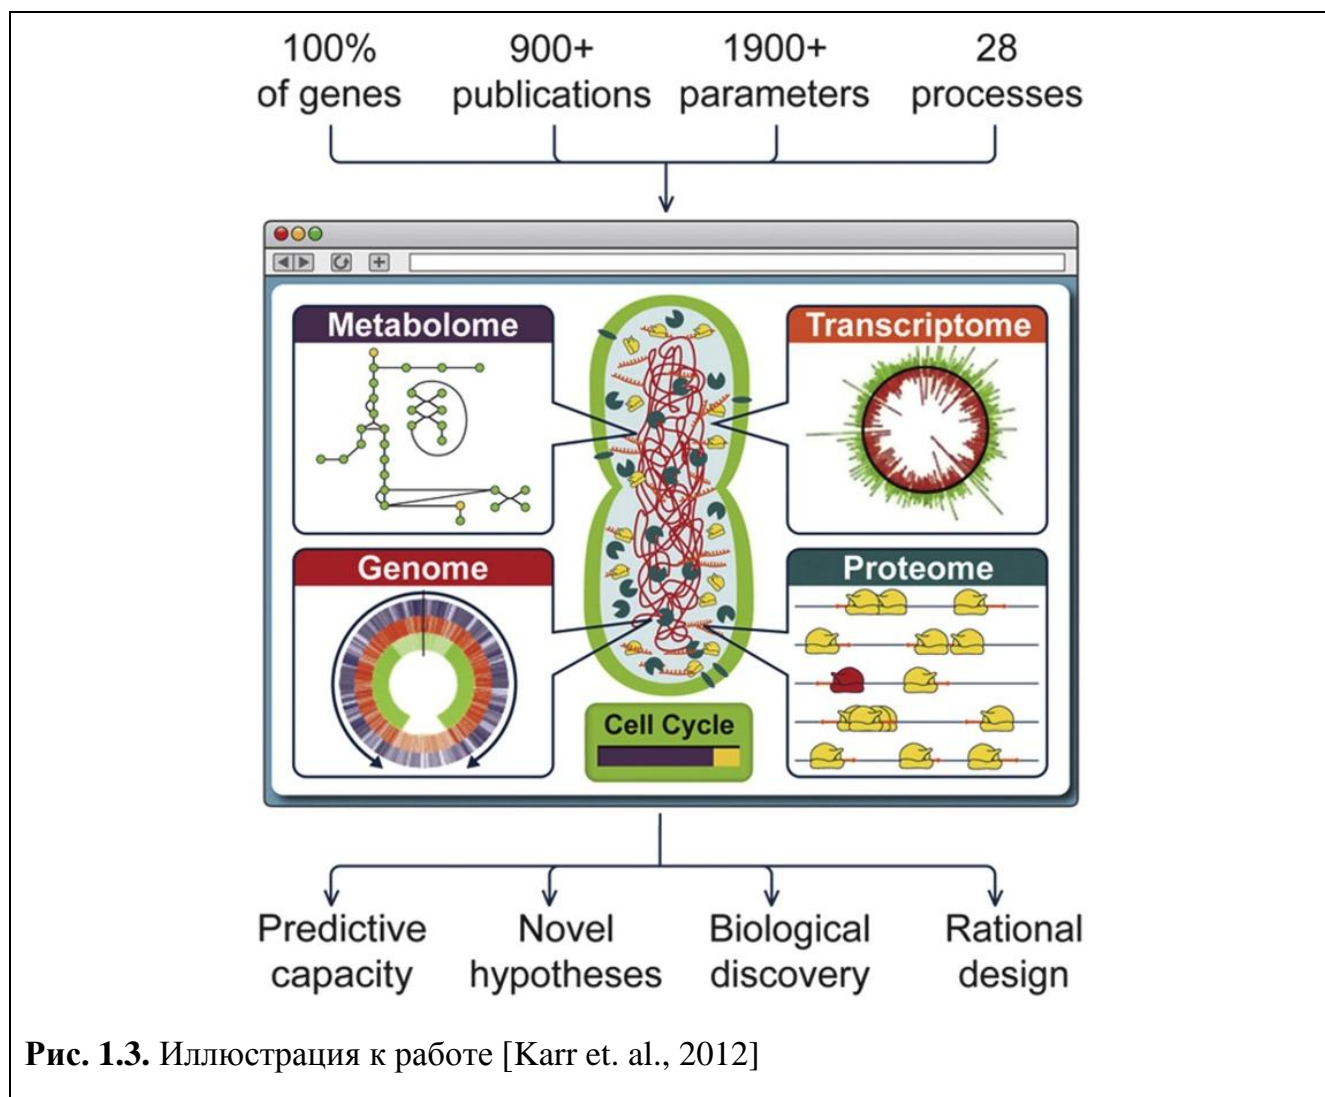 100%
of genes
900+
publications
1900+
parameters
28
processes
Metabolome
Transcriptome
Genome
Proteome
Cell Cycle
Predictive
capacity
Novel
hypotheses
Biological
discovery
Rational
design
Рис. 1.3. Иллюстрация к работе [Karr et. al., 2012]